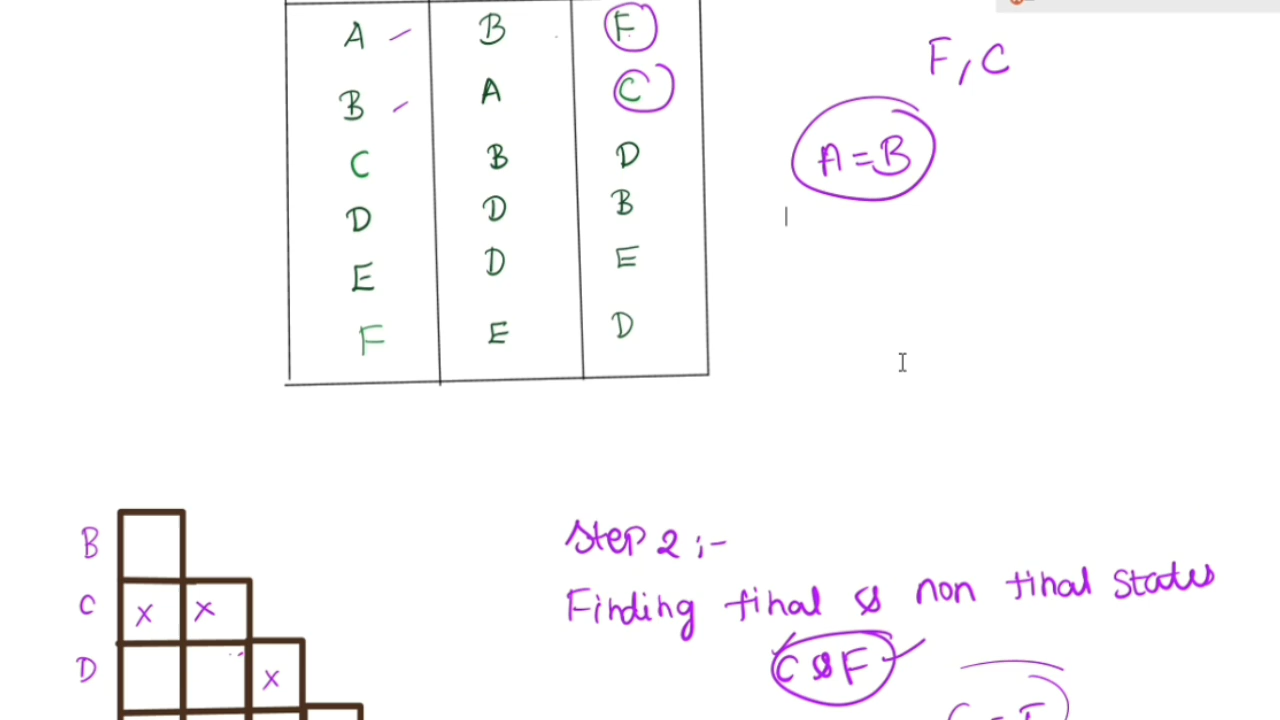 A - B F
B - A C
C B D
D D B
E D E
F E D
F, C
A = B
B
C X X
D X
Step 2 :-
Finding final & non final states
C & F